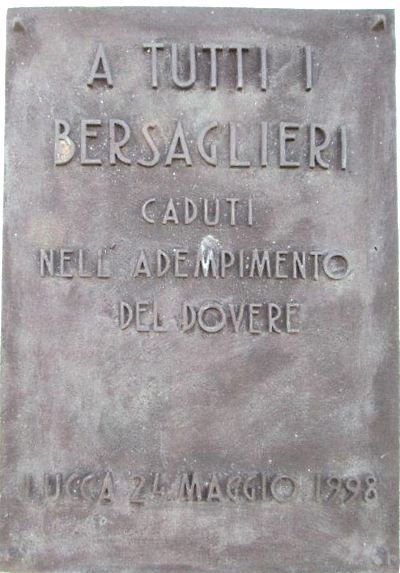 A TUTTI I
BERSAGLIERI
CADUTI
NELL' ADEMPIMENTO
DEL DOVERE
LUCCA 24 MAGGIO 1998